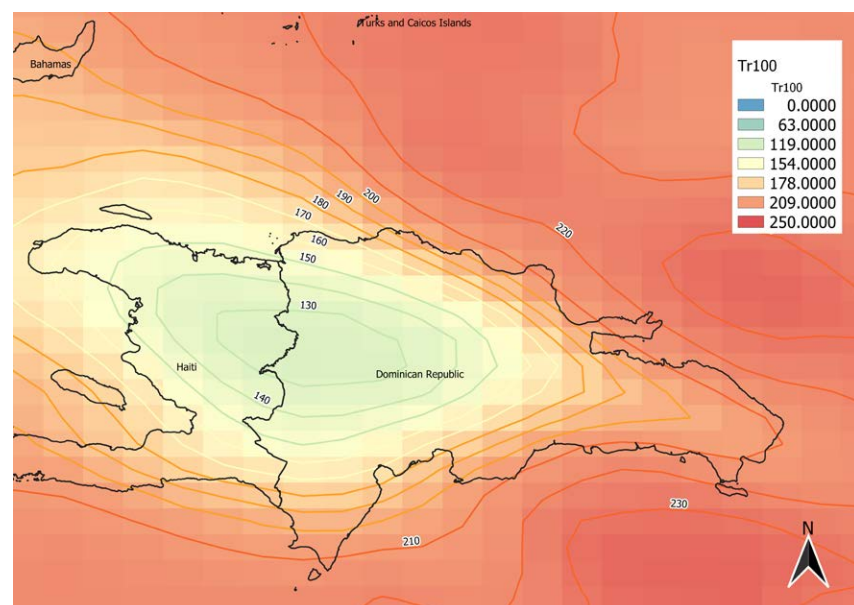 Turks and Caicos Islands
Bahamas
Tr100
Tr100
0.0000
63.0000
119.0000
154.0000
178.0000
209.0000
250.0000
200
190
180
170
160
150
220
130
Haiti
Dominican Republic
140
230
210
N